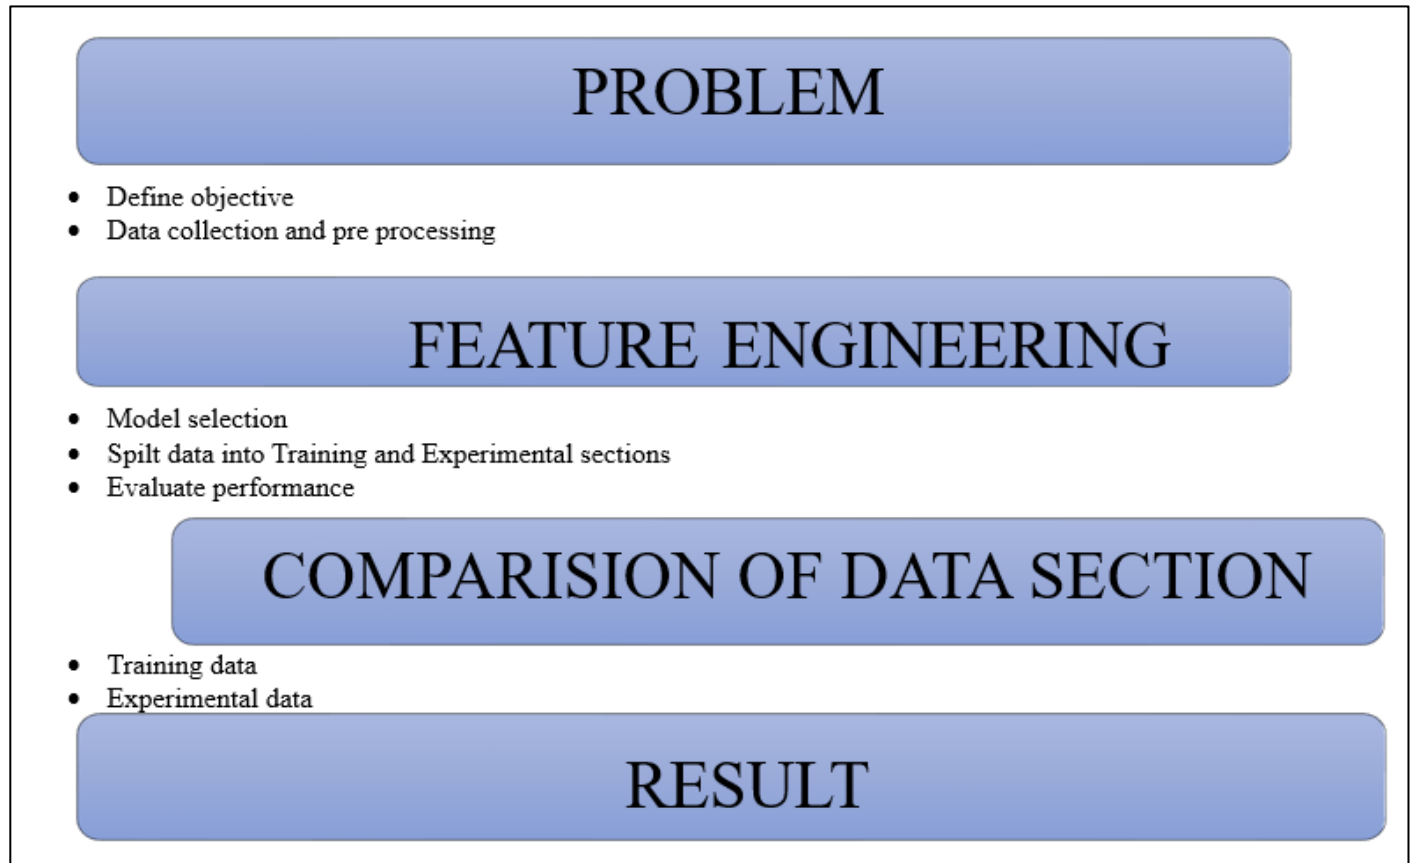 PROBLEM
• Define objective
• Data collection and pre processing
FEATURE ENGINEERING
• Model selection
• Spilt data into Training and Experimental sections
• Evaluate performance
COMPARISION OF DATA SECTION
• Training data
• Experimental data
RESULT